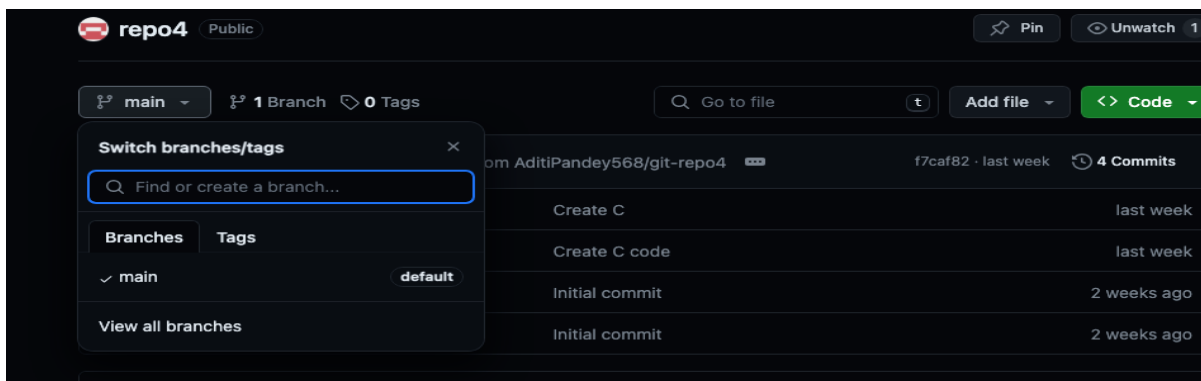 repo4 Public Pin Unwatch 1
main 1 Branch 0 Tags Go to file t Add file Code
Switch branches/tags
om AditiPandey568/git-repo4 f7caf82 · last week 4 Commits
Find or create a branch...
Create C last week
Branches Tags
Create C code last week
main default
Initial commit 2 weeks ago
View all branches
Initial commit 2 weeks ago